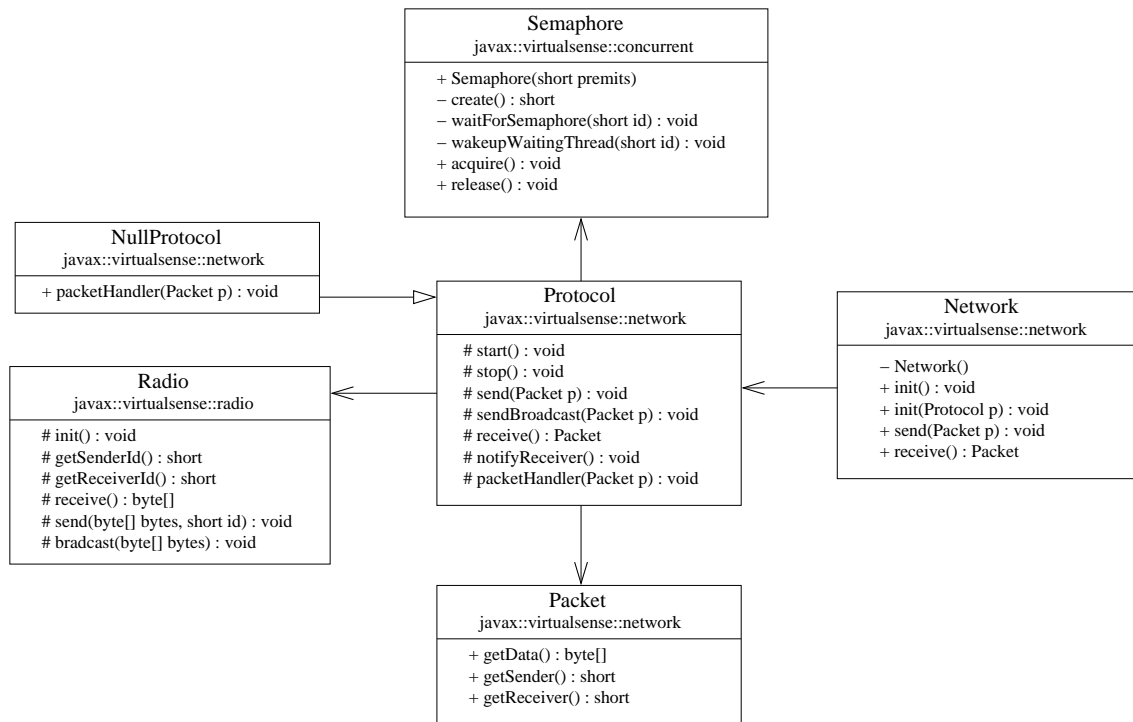 Semaphore
javax::virtualsense::concurrent
+ Semaphore(short premits)
– create() : short
– waitForSemaphore(short id) : void
– wakeupWaitingThread(short id) : void
+ acquire() : void
+ release() : void
NullProtocol
javax::virtualsense::network
+ packetHandler(Packet p) : void
Protocol
javax::virtualsense::network
# start() : void
# stop() : void
# send(Packet p) : void
# sendBroadcast(Packet p) : void
# receive() : Packet
# notifyReceiver() : void
# packetHandler(Packet p) : void
Network
javax::virtualsense::network
– Network()
+ init() : void
+ init(Protocol p) : void
+ send(Packet p) : void
+ receive() : Packet
Radio
javax::virtualsense::radio
# init() : void
# getSenderId() : short
# getReceiverId() : short
# receive() : byte[]
# send(byte[] bytes, short id) : void
# bradcast(byte[] bytes) : void
Packet
javax::virtualsense::network
+ getData() : byte[]
+ getSender() : short
+ getReceiver() : short